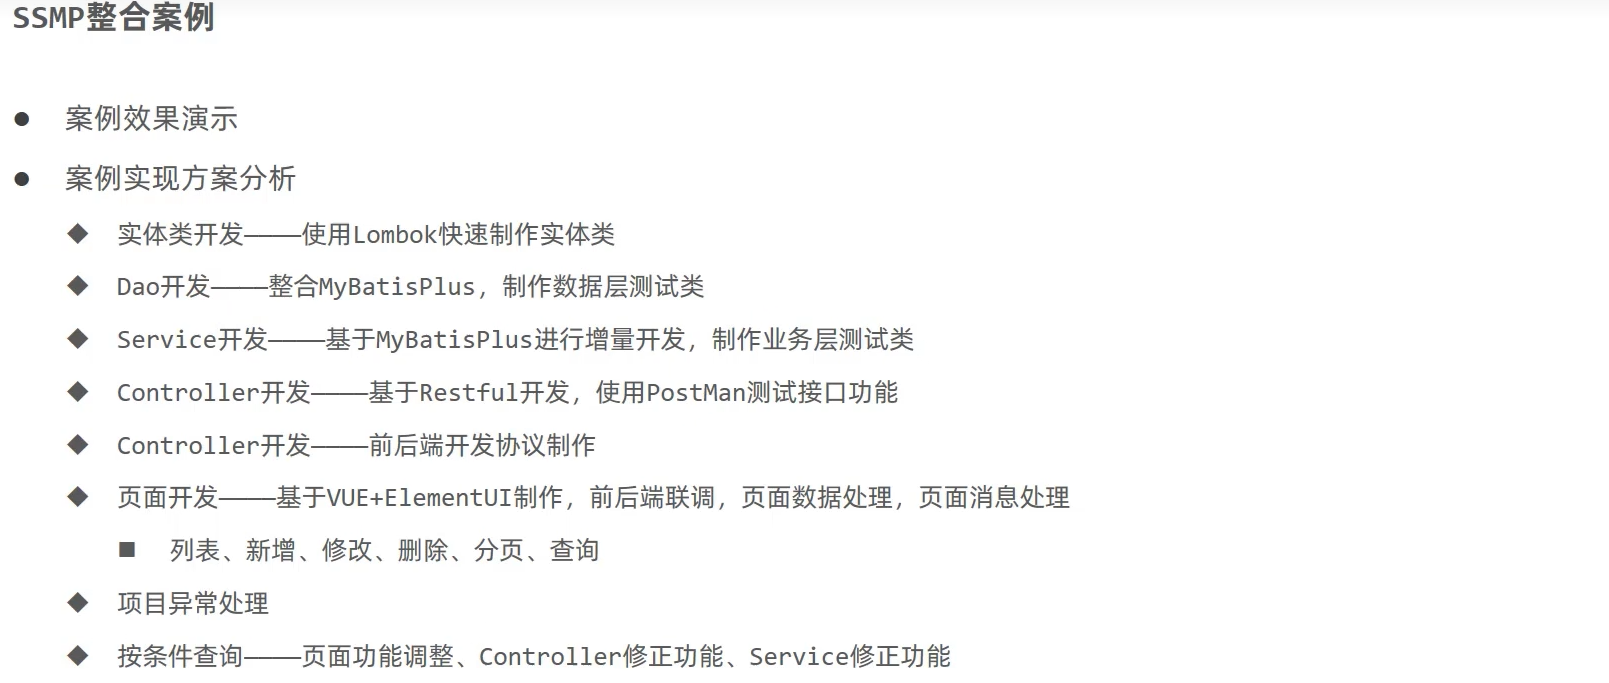 SSMP整合案例
● 案例效果演示
● 案例实现方案分析
◆ 实体类开发————使用Lombok快速制作实体类
◆ Dao开发————整合MyBatisPlus，制作数据层测试类
◆ Service开发————基于MyBatisPlus进行增量开发，制作业务层测试类
◆ Controller开发————基于Restful开发，使用PostMan测试接口功能
◆ Controller开发————前后端开发协议制作
◆ 页面开发————基于VUE+ElementUI制作，前后端联调，页面数据处理，页面消息处理
■ 列表、新增、修改、删除、分页、查询
◆ 项目异常处理
◆ 按条件查询————页面功能调整、Controller修正功能、Service修正功能